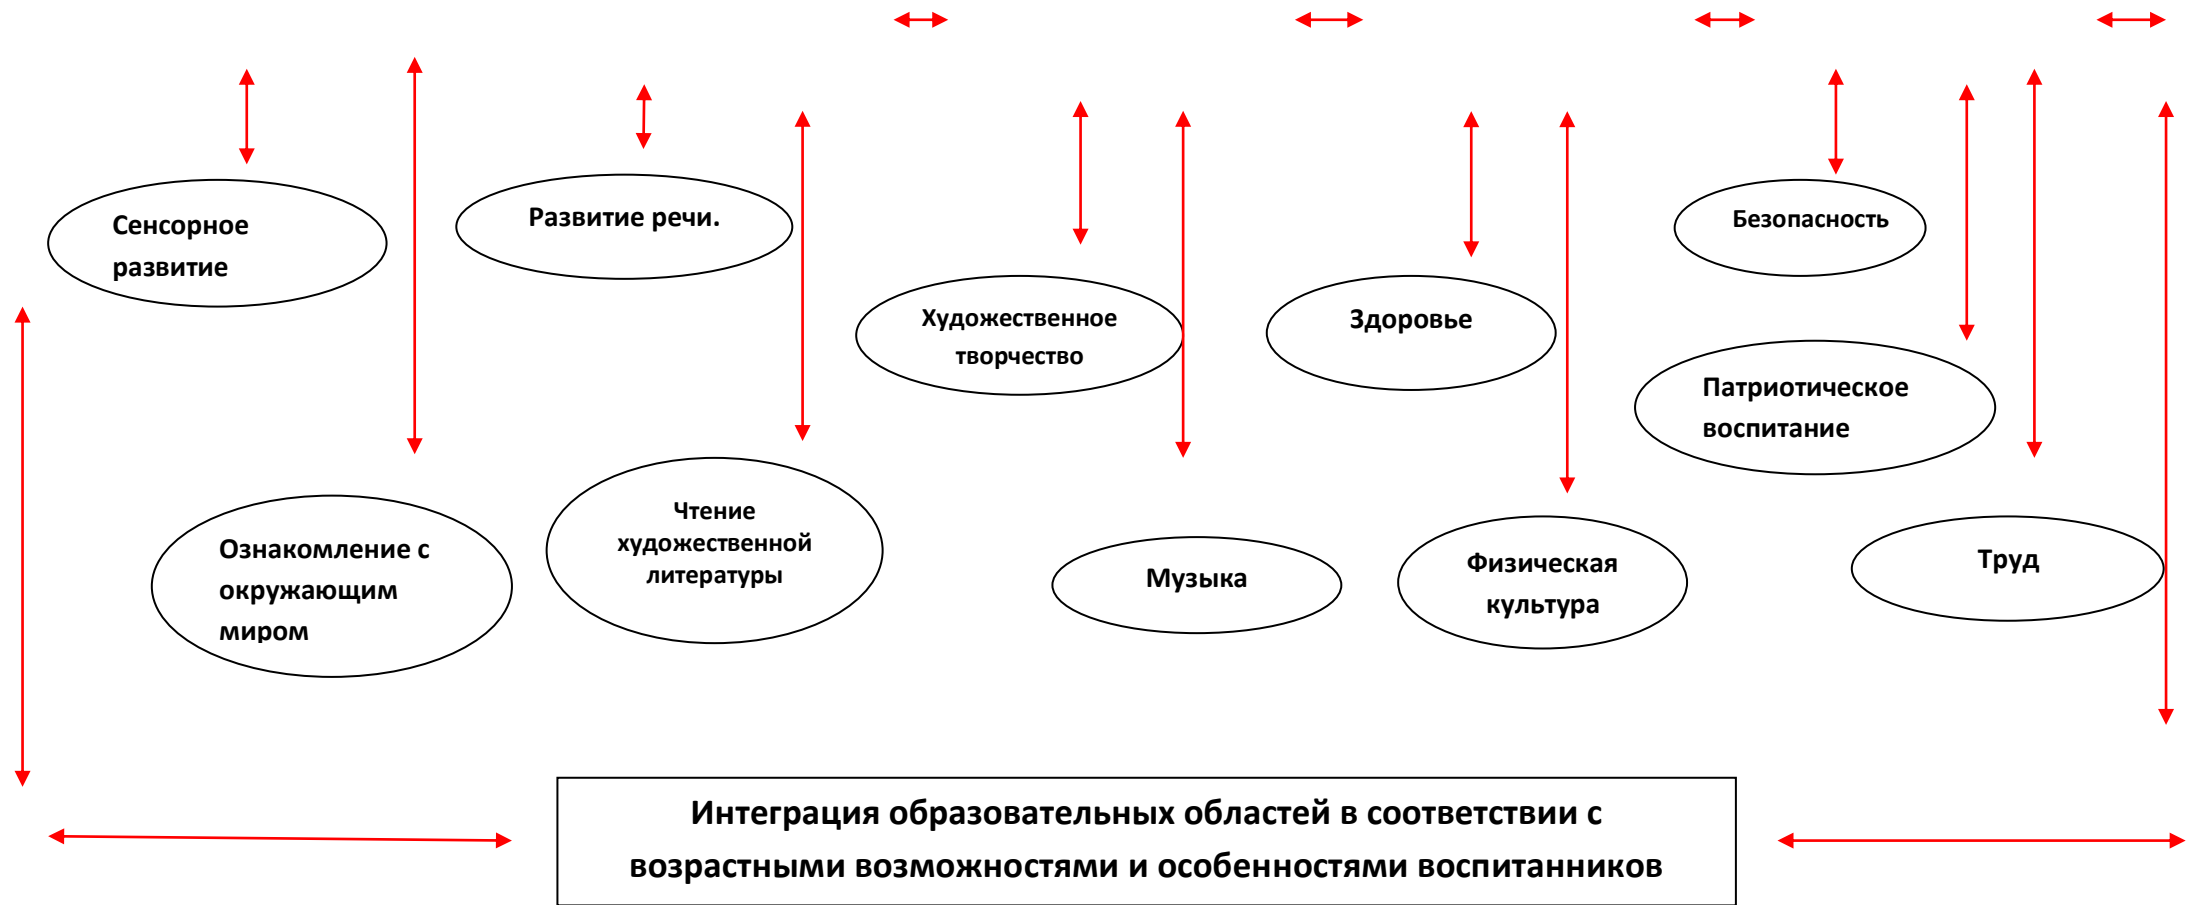 Сенсорное
развитие
Развитие речи.
Безопасность
Художественное
творчество
Здоровье
Патриотическое
воспитание
Ознакомление с
окружающим
миром
Чтение
художественной
литературы
Музыка
Физическая
культура
Труд
Интеграция образовательных областей в соответствии с
возрастными возможностями и особенностями воспитанников